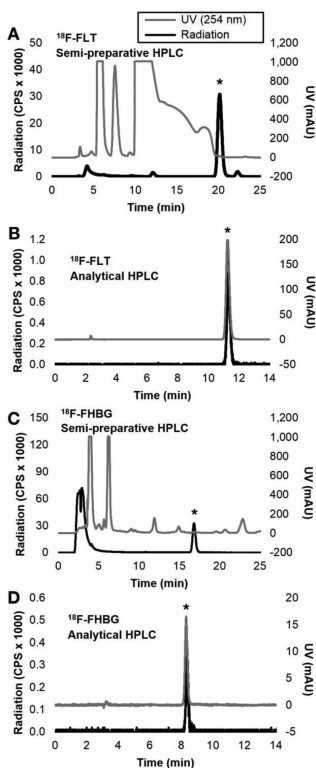 UV (254 nm)
Radiation
A
¹⁸F-FLT
Semi-preparative HPLC
Radiation (CPS x 1000)
50
40
30
20
10
0
*
1,000
800
600
400
200
0
-200
UV (mAU)
0 5 10 15 20 25
Time (min)
B
¹⁸F-FLT
Analytical HPLC
Radiation (CPS x 1000)
1.2
1.0
0.8
0.6
0.4
0.2
0.0
*
200
150
100
50
0
-50
UV (mAU)
0 2 4 6 8 10 12 14
Time (min)
C
¹⁸F-FHBG
Semi-preparative HPLC
Radiation (CPS x 1000)
150
120
90
60
30
0
*
1,200
1,000
800
600
400
200
0
-200
UV (mAU)
0 5 10 15 20 25
Time (min)
D
¹⁸F-FHBG
Analytical HPLC
Radiation (CPS x 1000)
0.6
0.5
0.4
0.3
0.2
0.1
0.0
*
20
15
10
5
0
-5
UV (mAU)
0 2 4 6 8 10 12 14
Time (min)